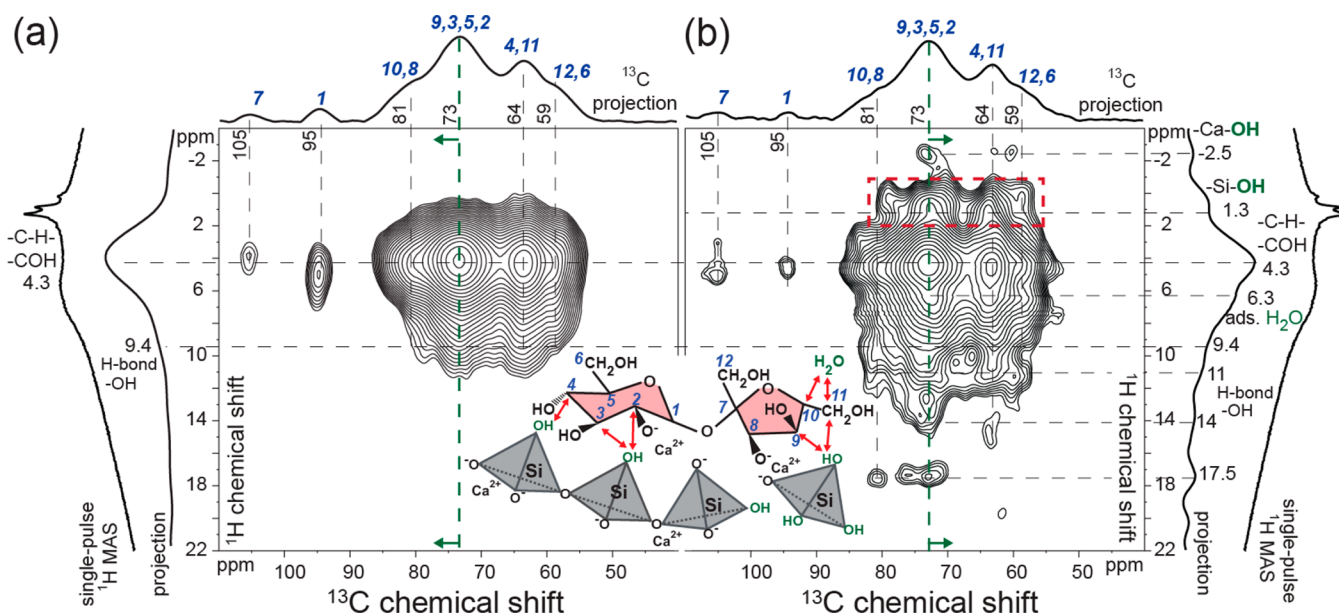 (a)
9,3,5,2
4,11
10,8
12,6
13C
projection
7
1
105
95
81
73
64
59
ppm
-2
2
6
10
14
18
22
-C-H-
-COH
4.3
9.4
H-bond
-OH
single-pulse
1H MAS
projection
1H chemical shift
ppm
100
90
80
70
60
50
13C chemical shift
(b)
9,3,5,2
4,11
10,8
12,6
13C
projection
7
1
105
95
81
73
64
59
ppm
-2
2
6
10
14
18
22
-Ca-OH
-2.5
-Si-OH
1.3
-C-H-
-COH
4.3
6.3
ads. H2O
9.4
11
H-bond
-OH
14
17.5
1H chemical shift
projection
single-pulse
1H MAS
100
90
80
70
60
50
ppm
13C chemical shift
6
CH2OH
O
4
5
2
HO
3
1
OH
HO
O-
Ca2+
OH
O
7
12
CH2OH
O
H2O
11
HO
10
CH2OH
8
9
O-
Ca2+
HO
-O
Si
Ca2+
O-
O
Si
O-
O-
O
Ca2+
-O
Si
OH
O-
O-
-O
Si
HO
OH